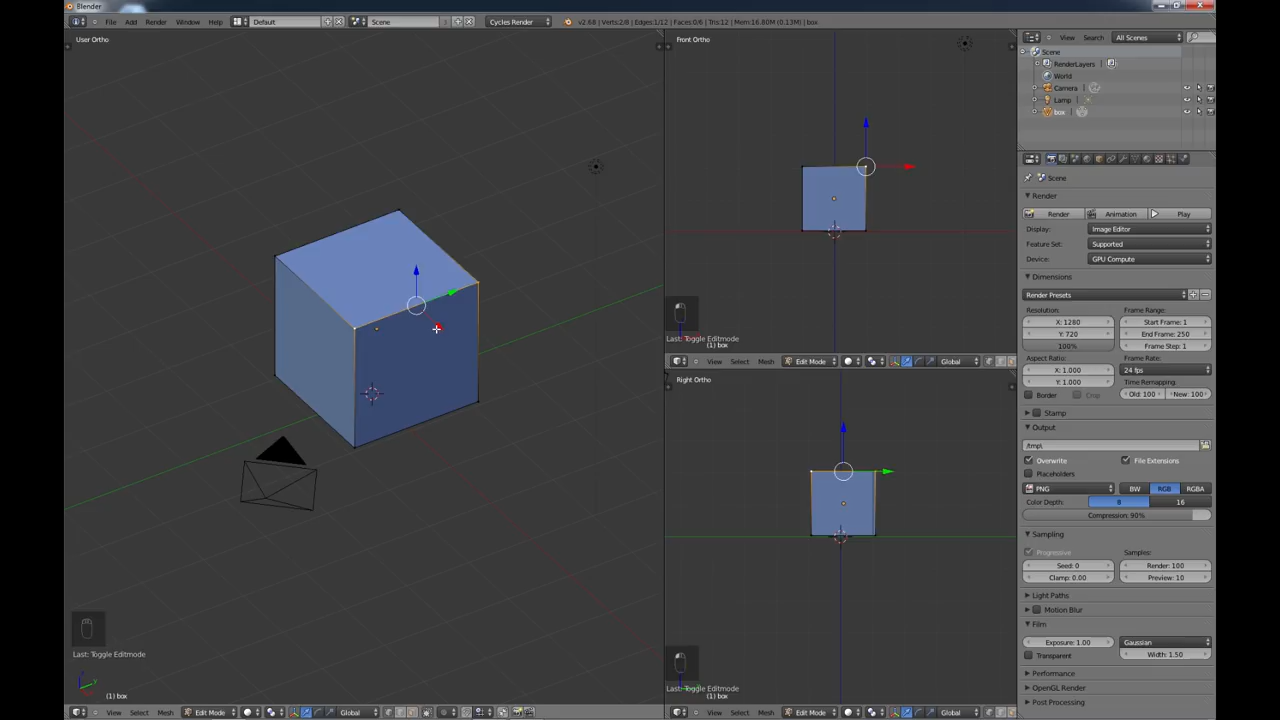 Blender
File Add Render Window Help Default Scene 3 Cycles Render v2.68 | Verts:2/8 | Edges:1/12 | Faces:0/6 | Tris:12 | Mem:16.80M (0.13M) | box
User Ortho
Last: Toggle Editmode
(1) box
View Select Mesh Edit Mode Global
Front Ortho
Last: Toggle Editmode
(1) box
View Select Mesh Edit Mode Global
Right Ortho
Last: Toggle Editmode
(1) box
View Select Mesh Edit Mode Global
View Search All Scenes
Scene
RenderLayers
World
Camera
Lamp
box
Scene
Render
Render Animation Play
Display: Image Editor
Feature Set: Supported
Device: GPU Compute
Dimensions
Render Presets
Resolution: Frame Range:
X: 1280 Start Frame: 1
Y: 720 End Frame: 250
100% Frame Step: 1
Aspect Ratio: Frame Rate:
X: 1.000 24 fps
Y: 1.000 Time Remapping:
Border Crop Old: 100 New: 100
Stamp
Output
/tmp\
Overwrite File Extensions
Placeholders
PNG BW RGB RGBA
Color Depth: 8 16
Compression: 90%
Sampling
Progressive Samples:
Seed: 0 Render: 100
Clamp: 0.00 Preview: 10
Light Paths
Motion Blur
Film
Exposure: 1.00 Gaussian
Transparent Width: 1.50
Performance
OpenGL Render
Post Processing